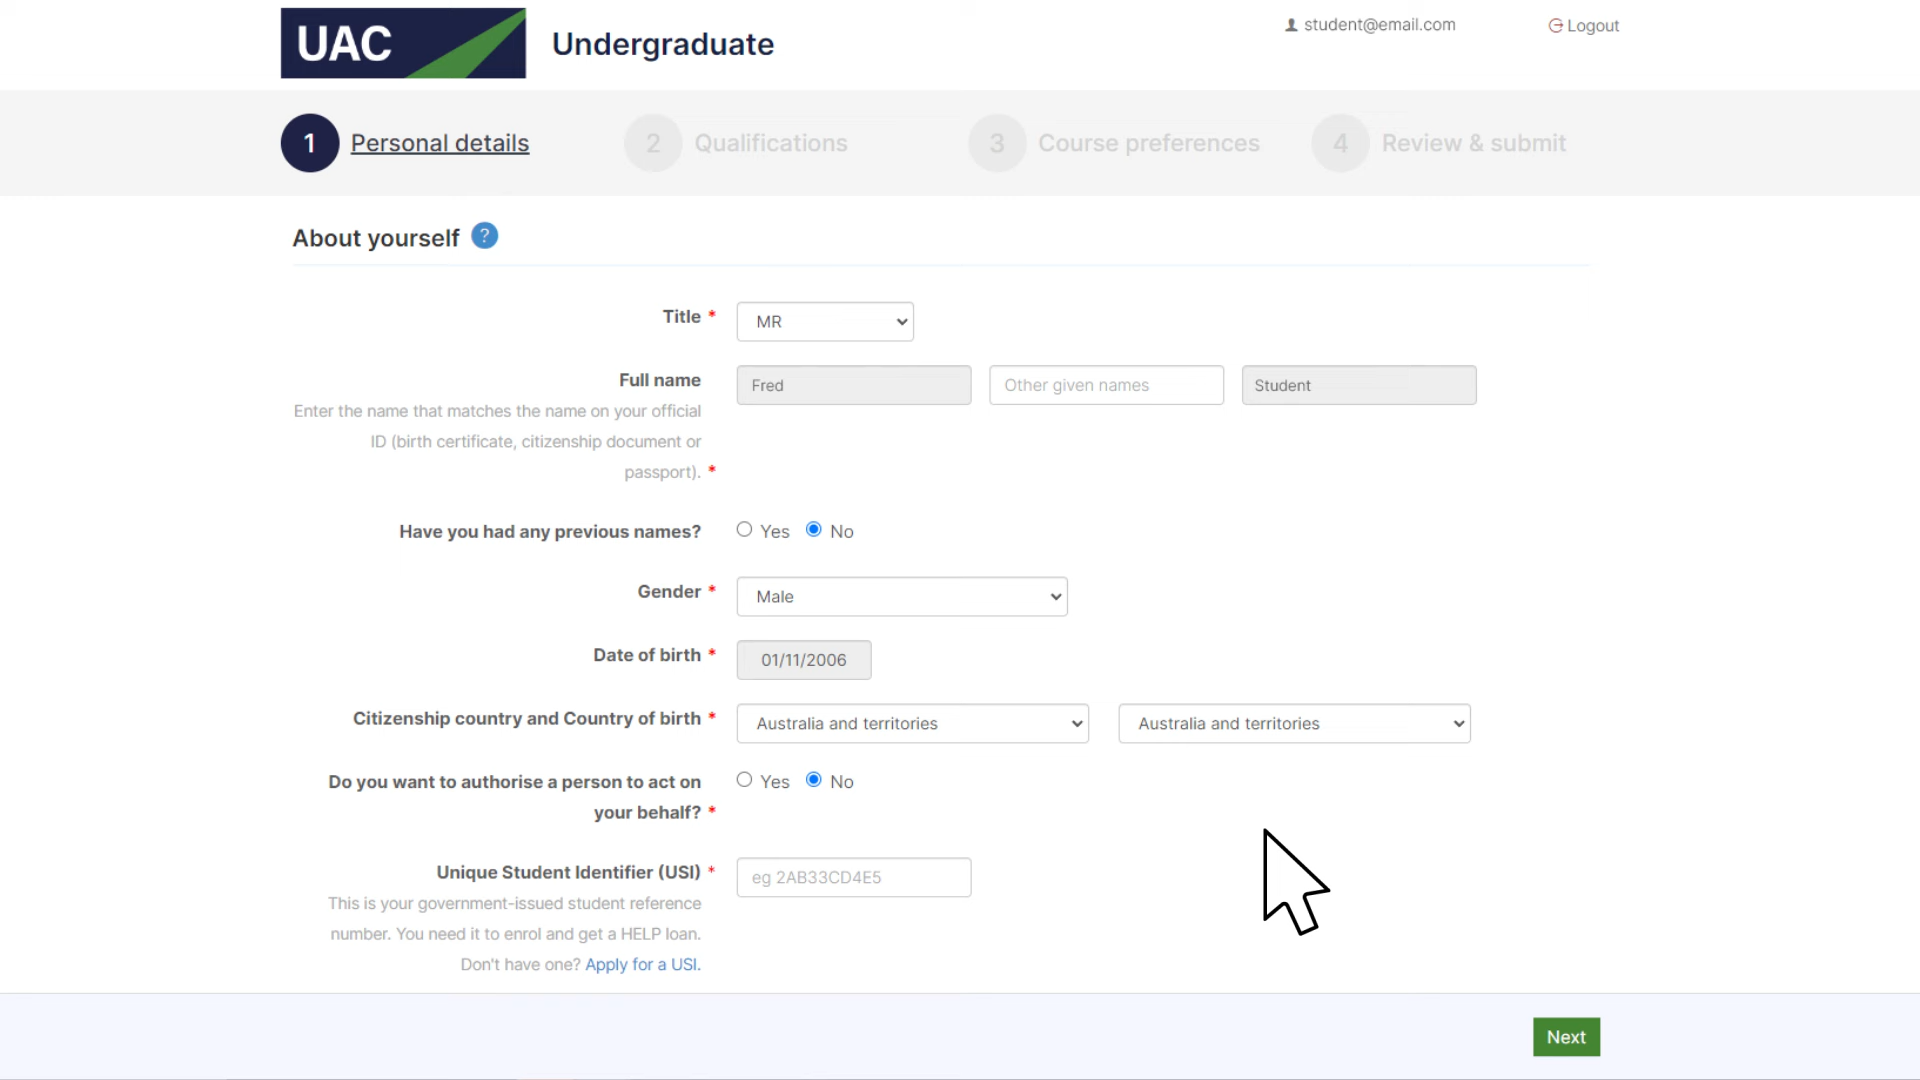 UAC
Undergraduate
student@email.com
Logout
1 Personal details
2 Qualifications
3 Course preferences
4 Review & submit
About yourself ?
Title *
MR
Full name
Fred
Other given names
Student
Enter the name that matches the name on your official
ID (birth certificate, citizenship document or
passport). *
Have you had any previous names?
Yes No
Gender *
Male
Date of birth *
01/11/2006
Citizenship country and Country of birth *
Australia and territories
Australia and territories
Do you want to authorise a person to act on
your behalf? *
Yes No
Unique Student Identifier (USI) *
eg 2AB33CD4E5
This is your government-issued student reference
number. You need it to enrol and get a HELP loan.
Don't have one? Apply for a USI.
Next